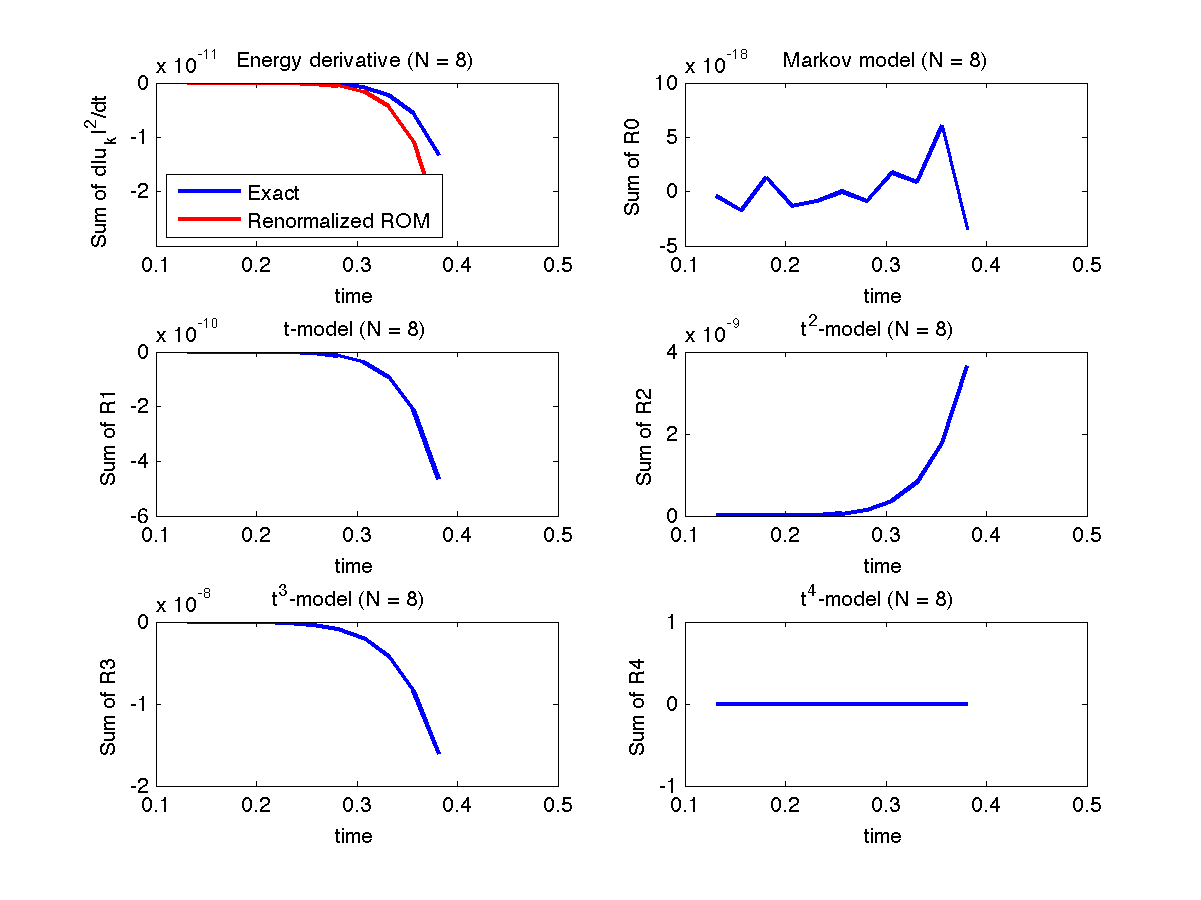 x 10^-11
Energy derivative (N = 8)
0
-1
-2
Sum of d|u_k|^2/dt
Exact
Renormalized ROM
0.1 0.2 0.3 0.4 0.5
time
x 10^-18
Markov model (N = 8)
10
5
0
-5
Sum of R0
0.1 0.2 0.3 0.4 0.5
time
x 10^-10
t-model (N = 8)
0
-2
-4
-6
Sum of R1
0.1 0.2 0.3 0.4 0.5
time
x 10^-9
t^2-model (N = 8)
4
2
0
Sum of R2
0.1 0.2 0.3 0.4 0.5
time
x 10^-8
t^3-model (N = 8)
0
-1
-2
Sum of R3
0.1 0.2 0.3 0.4 0.5
time
t^4-model (N = 8)
1
0
-1
Sum of R4
0.1 0.2 0.3 0.4 0.5
time